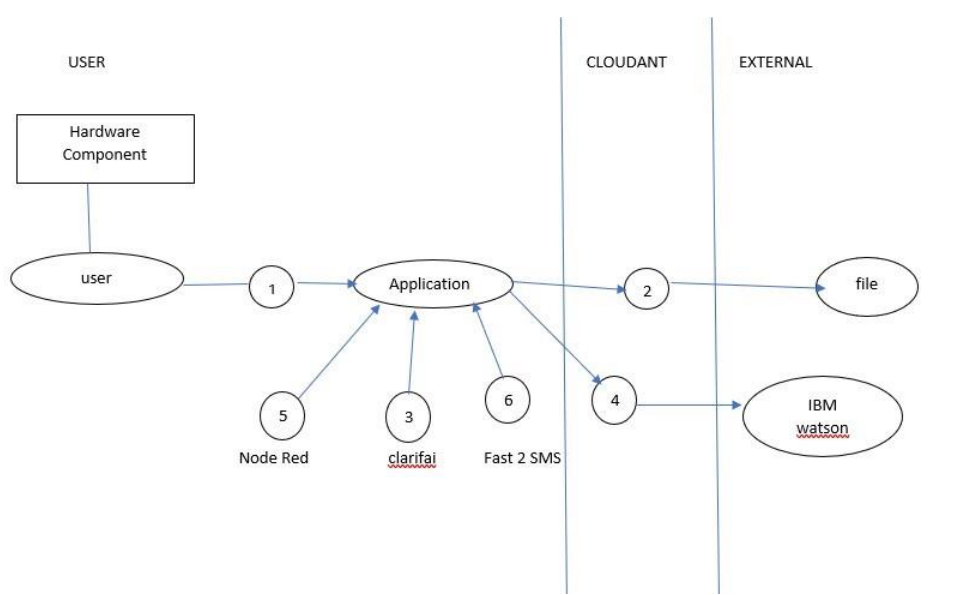 USER
CLOUDANT
EXTERNAL
Hardware
Component
user
1
Application
2
file
5
3
6
4
IBM
watson
Node Red
clarifai
Fast 2 SMS